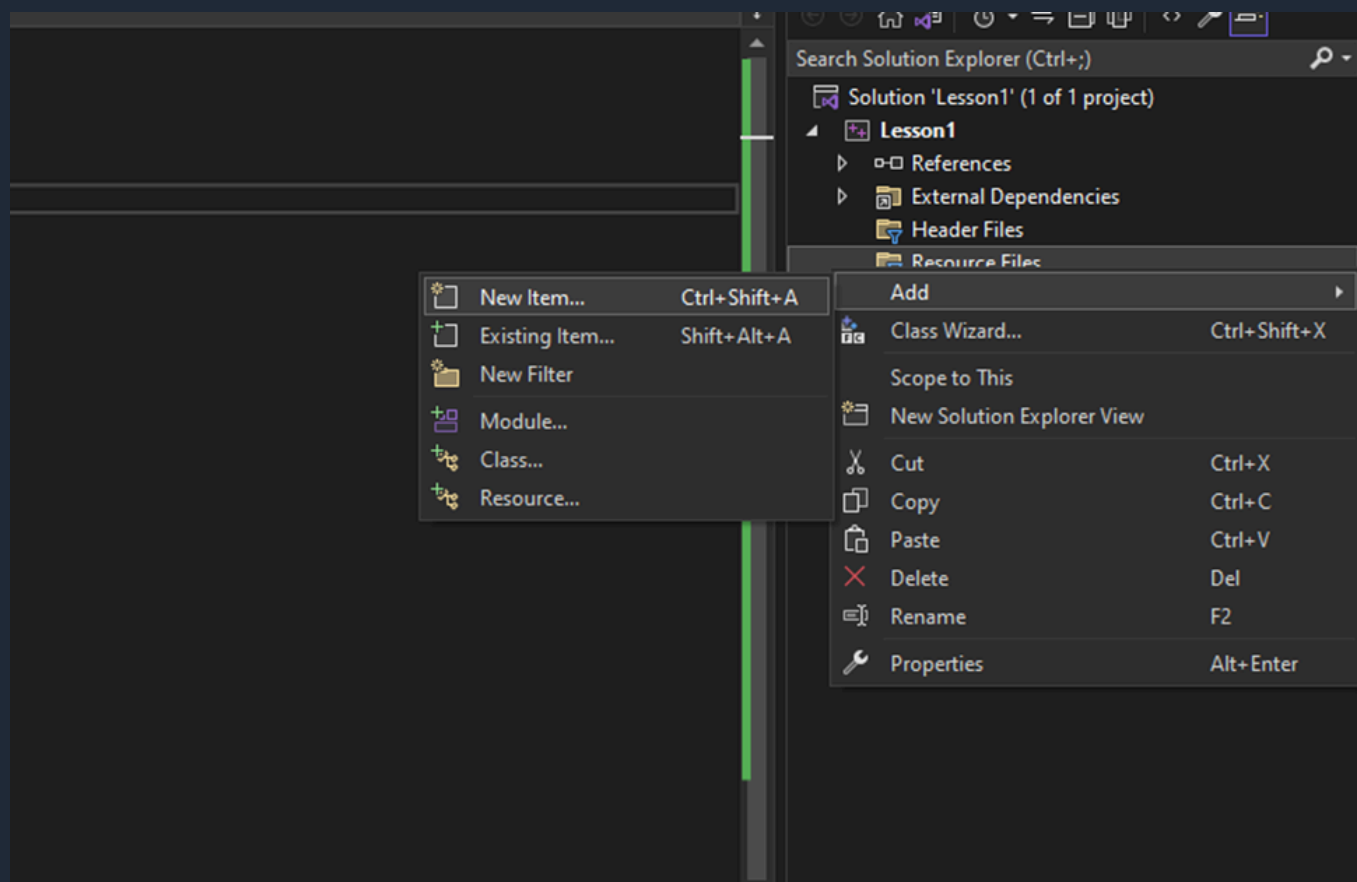 Search Solution Explorer (Ctrl+;)
Solution 'Lesson1' (1 of 1 project)
Lesson1
References
External Dependencies
Header Files
Resource Files
New Item... Ctrl+Shift+A
Existing Item... Shift+Alt+A
New Filter
Module...
Class...
Resource...
Add
Class Wizard... Ctrl+Shift+X
Scope to This
New Solution Explorer View
Cut Ctrl+X
Copy Ctrl+C
Paste Ctrl+V
Delete Del
Rename F2
Properties Alt+Enter